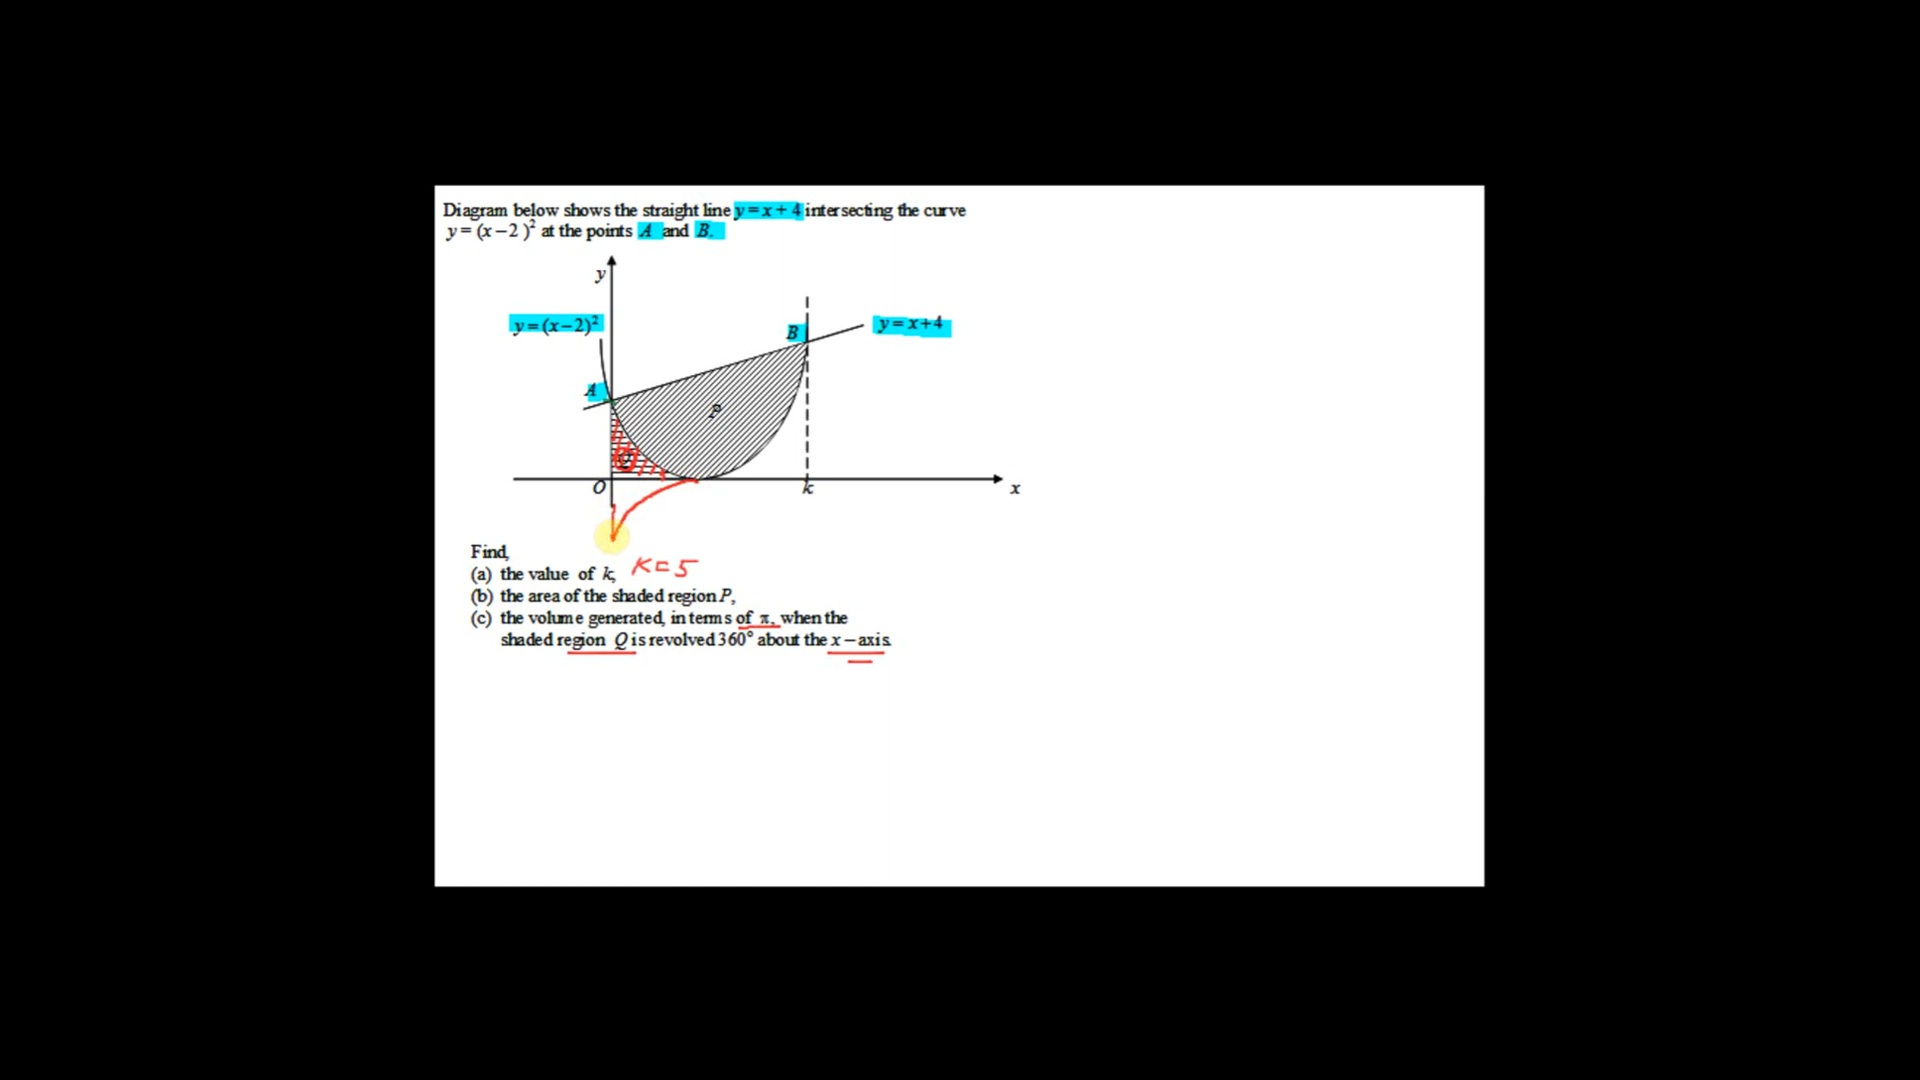 Diagram below shows the straight line y = x + 4 intersecting the curve
y = (x – 2 )² at the points A and B.
y
y = (x – 2)²
B
y = x + 4
A
P
Q
O
k
x
Find,
(a) the value of k, K = 5
(b) the area of the shaded region P,
(c) the volume generated, in terms of π, when the
shaded region Q is revolved 360° about the x – axis.